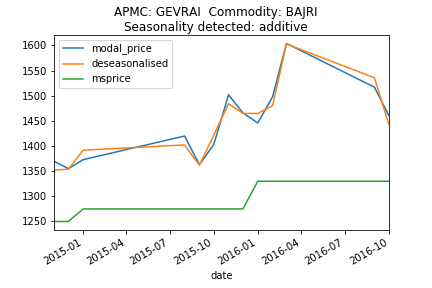 APMC: GEVRAI  Commodity: BAJRI
Seasonality detected: additive
modal_price
deseasonalised
msprice
1600
1550
1500
1450
1400
1350
1300
1250
2015-01
2015-04
2015-07
2015-10
2016-01
2016-04
2016-07
2016-10
date